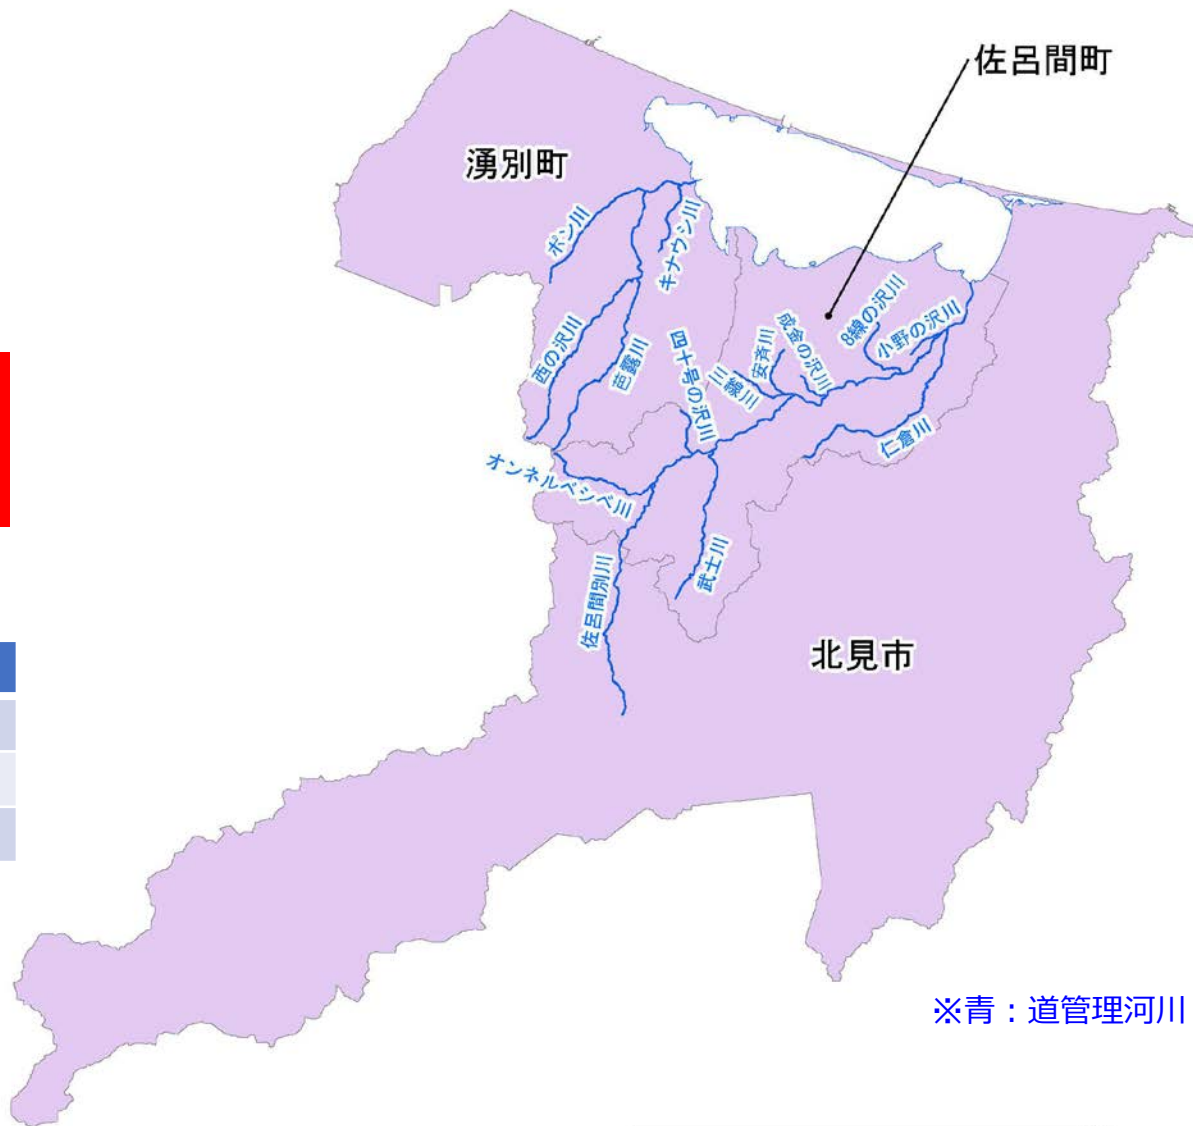 佐呂間町
湧別町
ポン川
キナウシ川
西の沢川
芭露川
四十号の沢川
三線川
安斉川
成金の沢川
8線の沢川
小野の沢川
仁倉川
オンネルベシベ川
武士川
佐呂間別川
北見市
※青：道管理河川